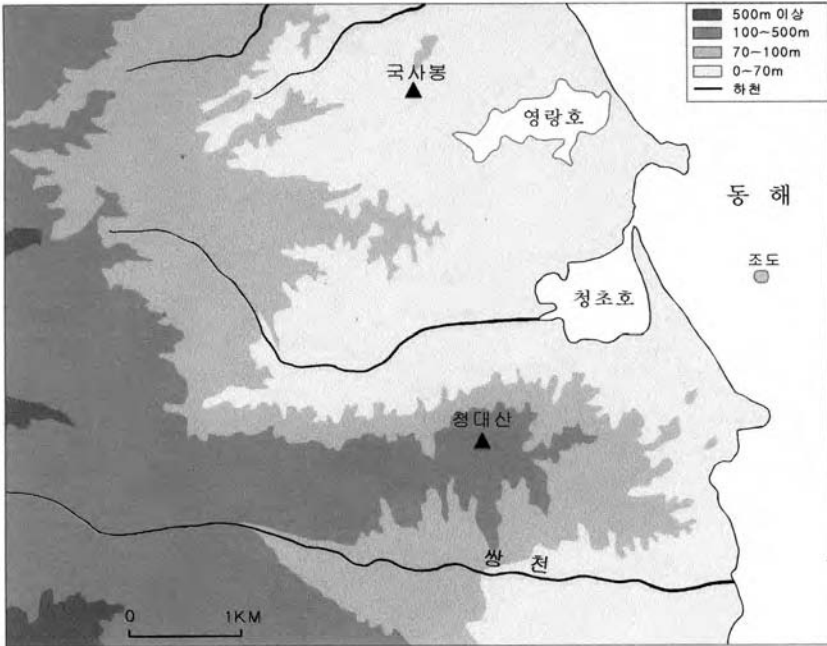 500m 이상
100~500m
70~100m
0~70m
하천
국사봉
영랑호
동 해
조도
청초호
청대산
쌍 천
0 1KM